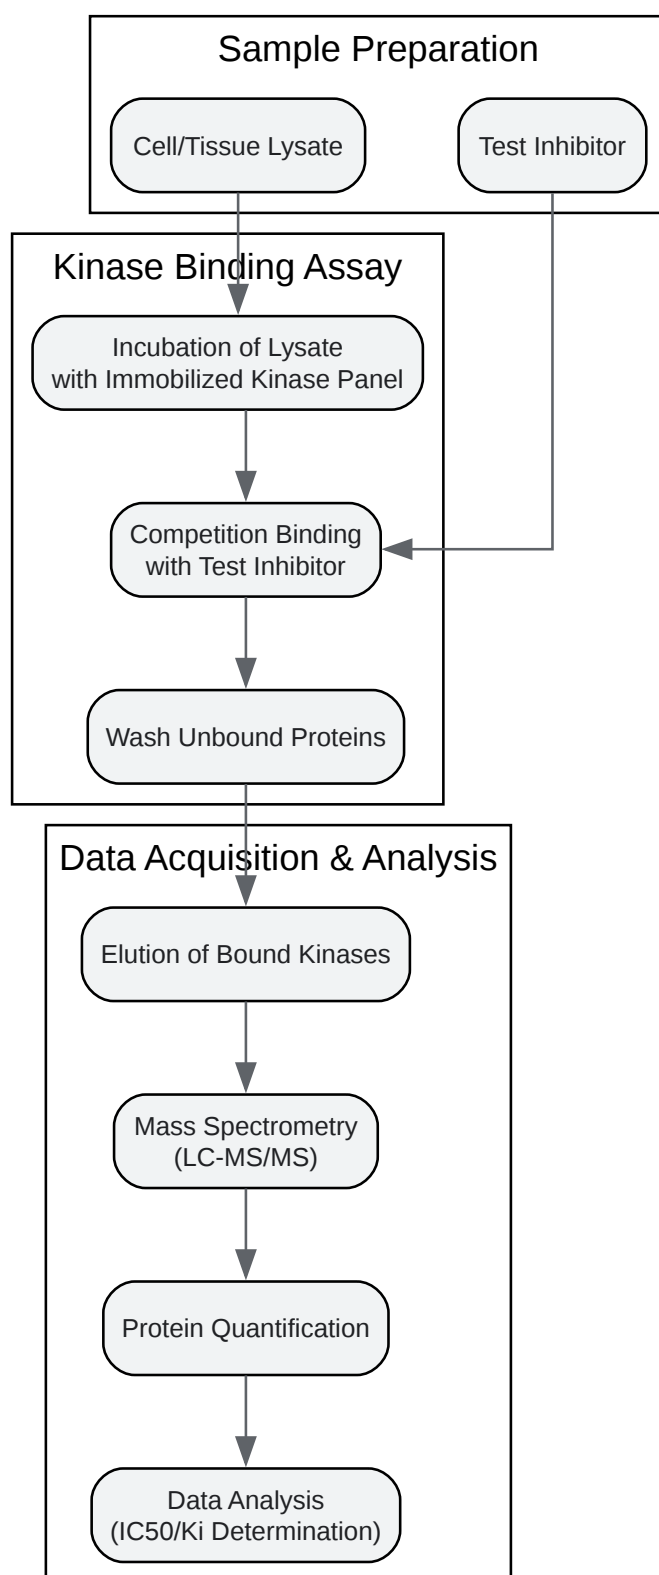 Sample Preparation
Cell/Tissue Lysate
Test Inhibitor
Kinase Binding Assay
Incubation of Lysate
with Immobilized Kinase Panel
Competition Binding
with Test Inhibitor
Wash Unbound Proteins
Data Acquisition & Analysis
Elution of Bound Kinases
Mass Spectrometry
(LC-MS/MS)
Protein Quantification
Data Analysis
(IC50/Ki Determination)